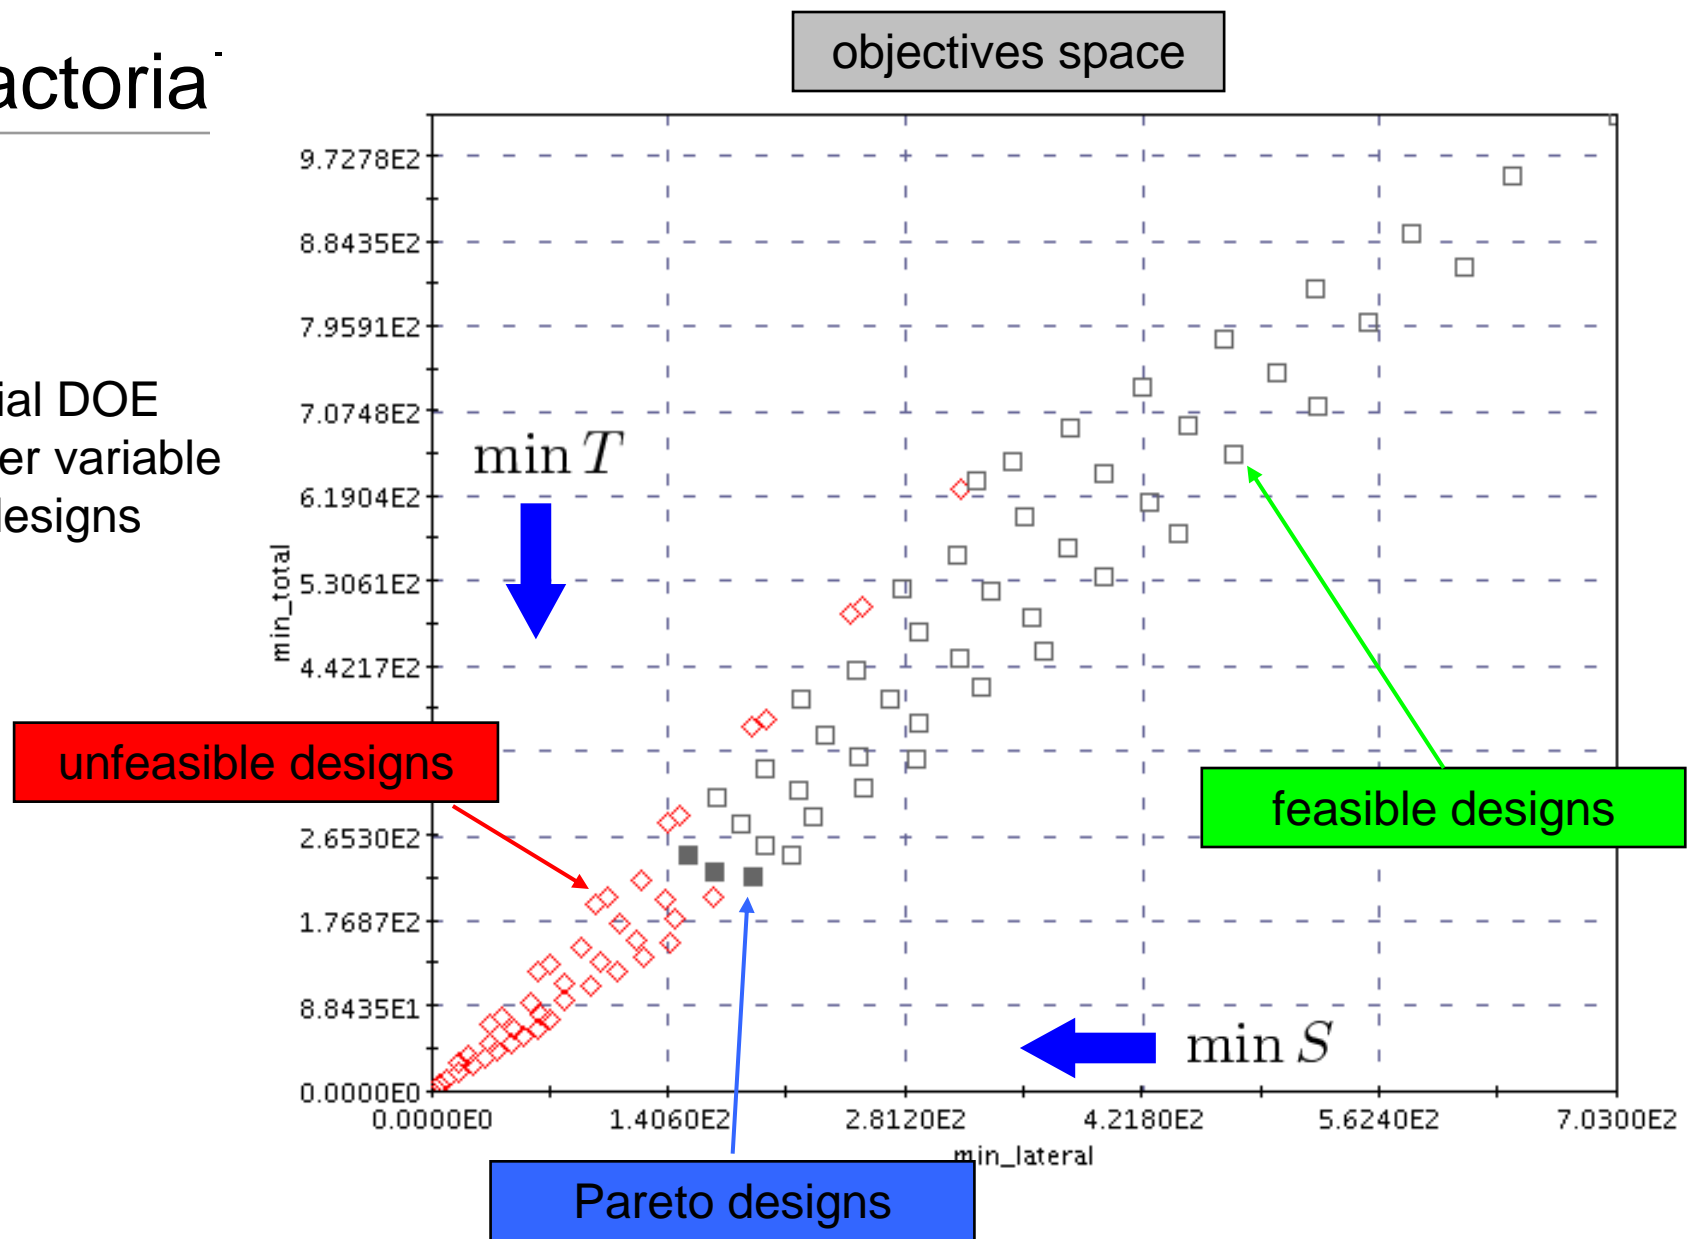 actorial
ial DOE
er variable
designs
objectives space
9.7278E2
8.8435E2
7.9591E2
7.0748E2
6.1904E2
5.3061E2
4.4217E2
2.6530E2
1.7687E2
8.8435E1
0.0000E0
min_total
min T
unfeasible designs
feasible designs
min S
0.0000E0 1.4060E2 2.8120E2 4.2180E2 5.6240E2 7.0300E2
min_lateral
Pareto designs